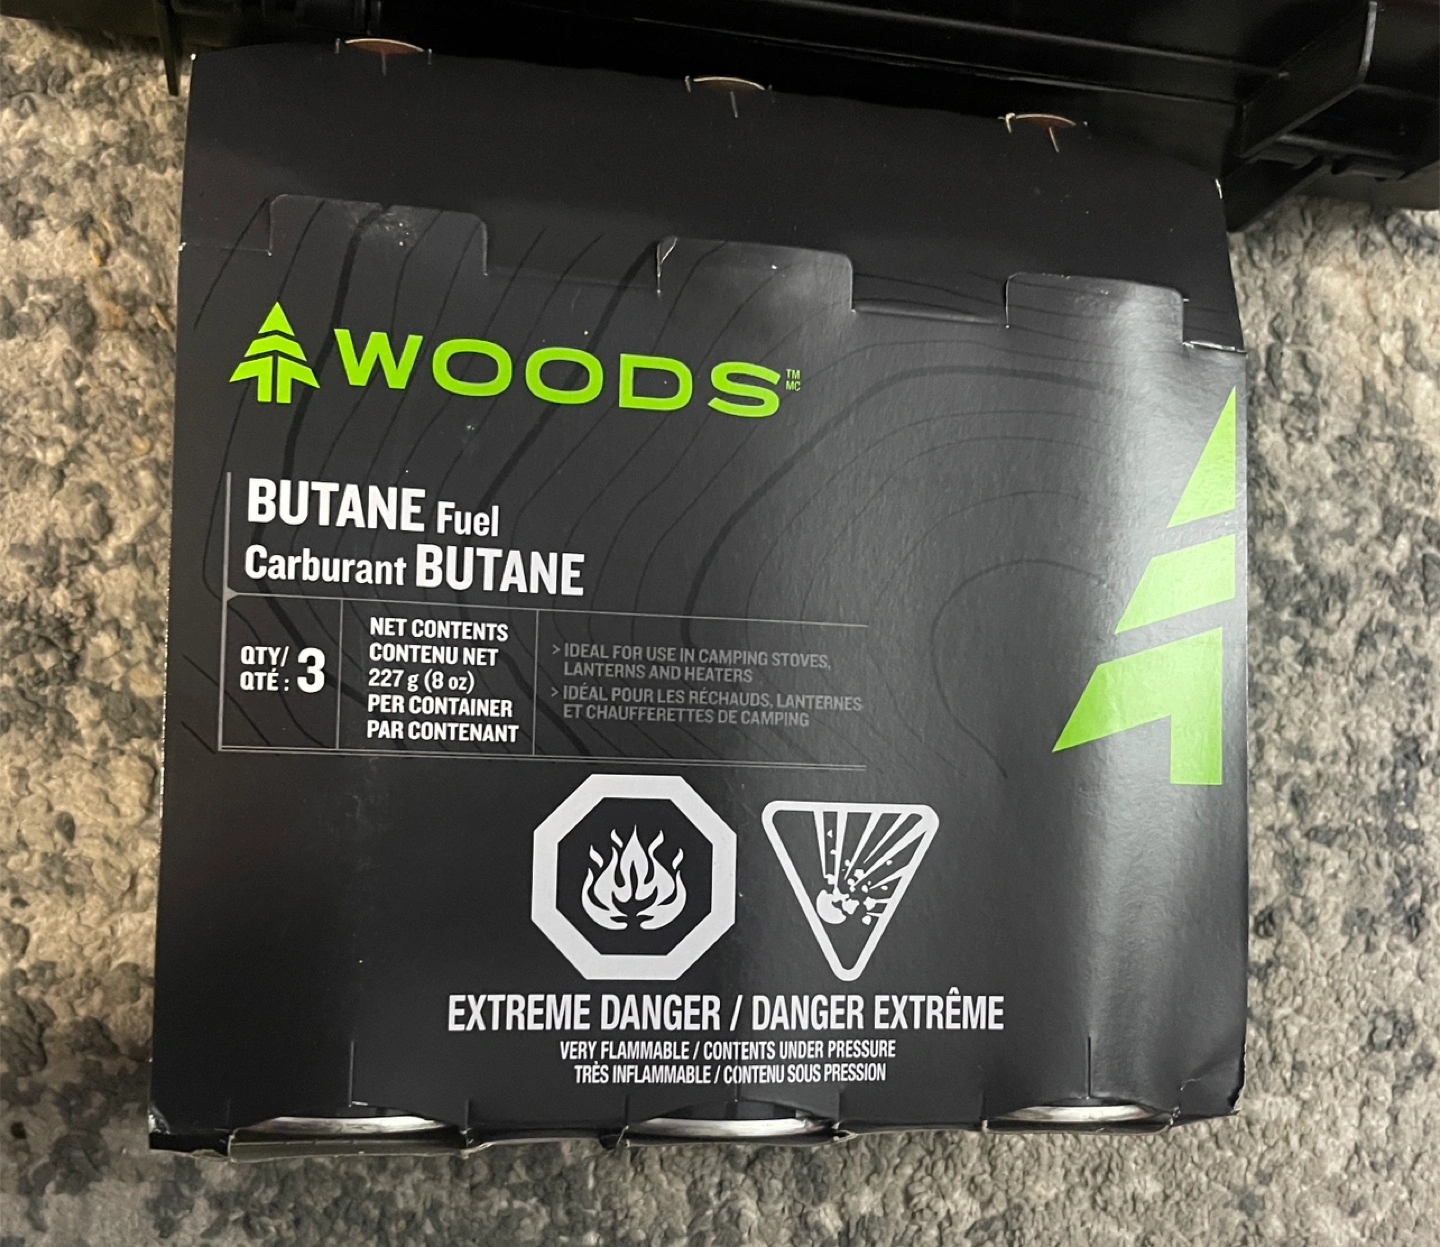 WOODS™ MC
BUTANE Fuel
Carburant BUTANE
QTY/
QTÉ : 3
NET CONTENTS
CONTENU NET
227 g (8 oz)
PER CONTAINER
PAR CONTENANT
> IDEAL FOR USE IN CAMPING STOVES,
LANTERNS AND HEATERS
> IDÉAL POUR LES RÉCHAUDS, LANTERNES
ET CHAUFFERETTES DE CAMPING
EXTREME DANGER / DANGER EXTRÊME
VERY FLAMMABLE / CONTENTS UNDER PRESSURE
TRÈS INFLAMMABLE / CONTENU SOUS PRESSION